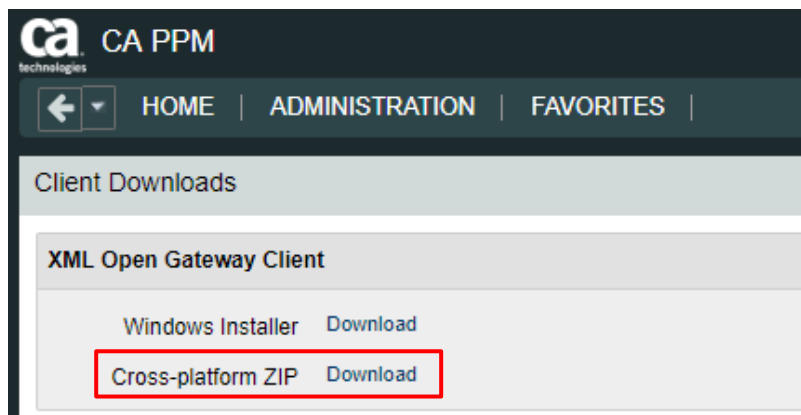 ca technologies CA PPM
HOME | ADMINISTRATION | FAVORITES |
Client Downloads
XML Open Gateway Client
Windows Installer Download
Cross-platform ZIP Download